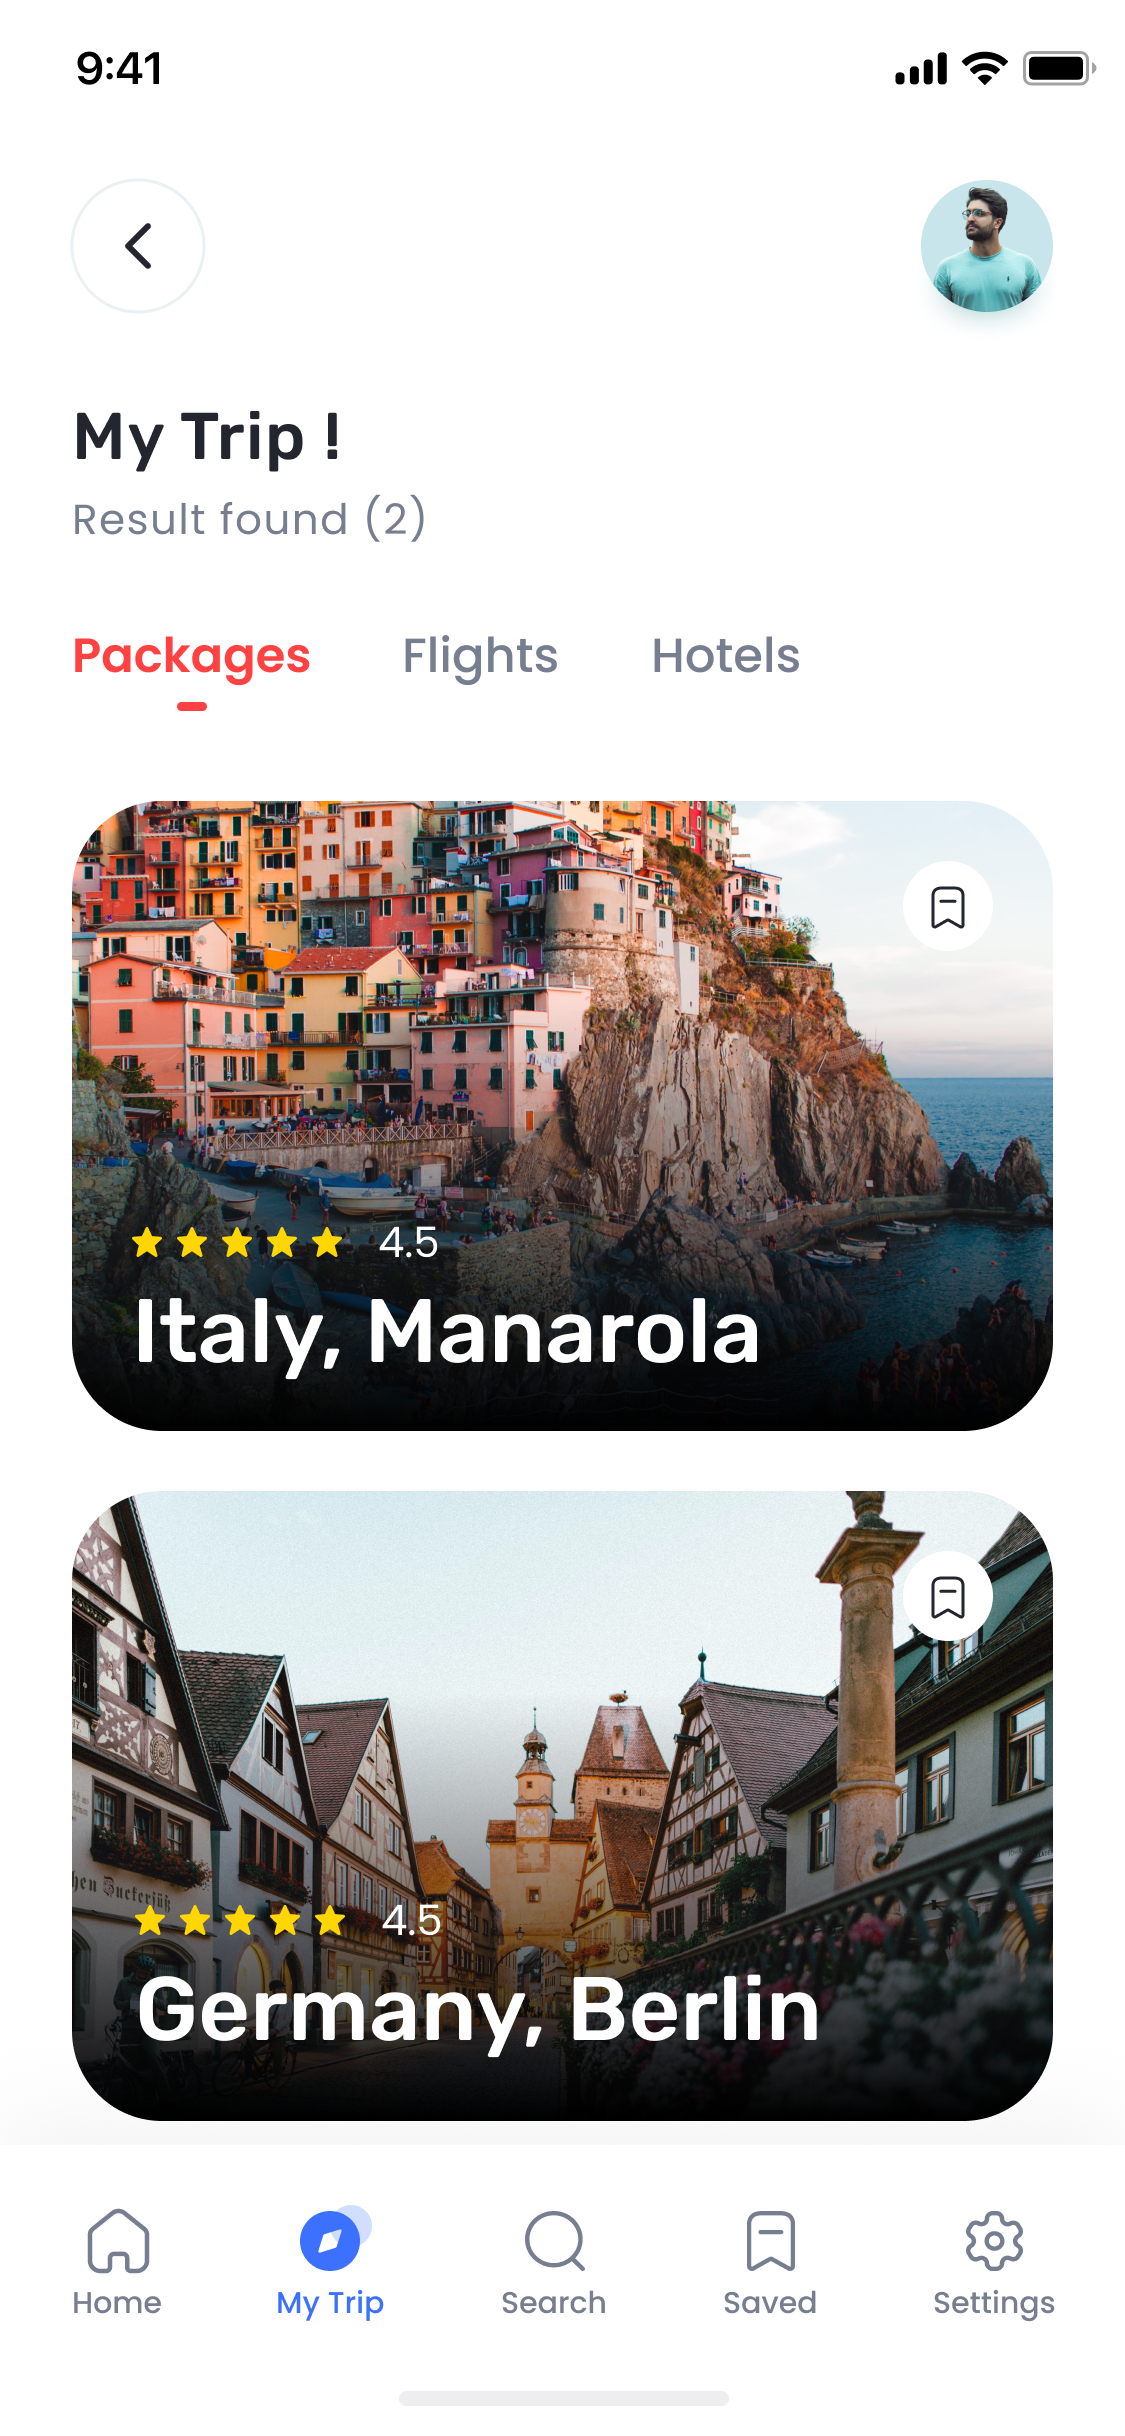 9:41
My Trip !
Result found (2)
Packages Flights Hotels
4.5
Italy, Manarola
4.5
Germany, Berlin
Home My Trip Search Saved Settings